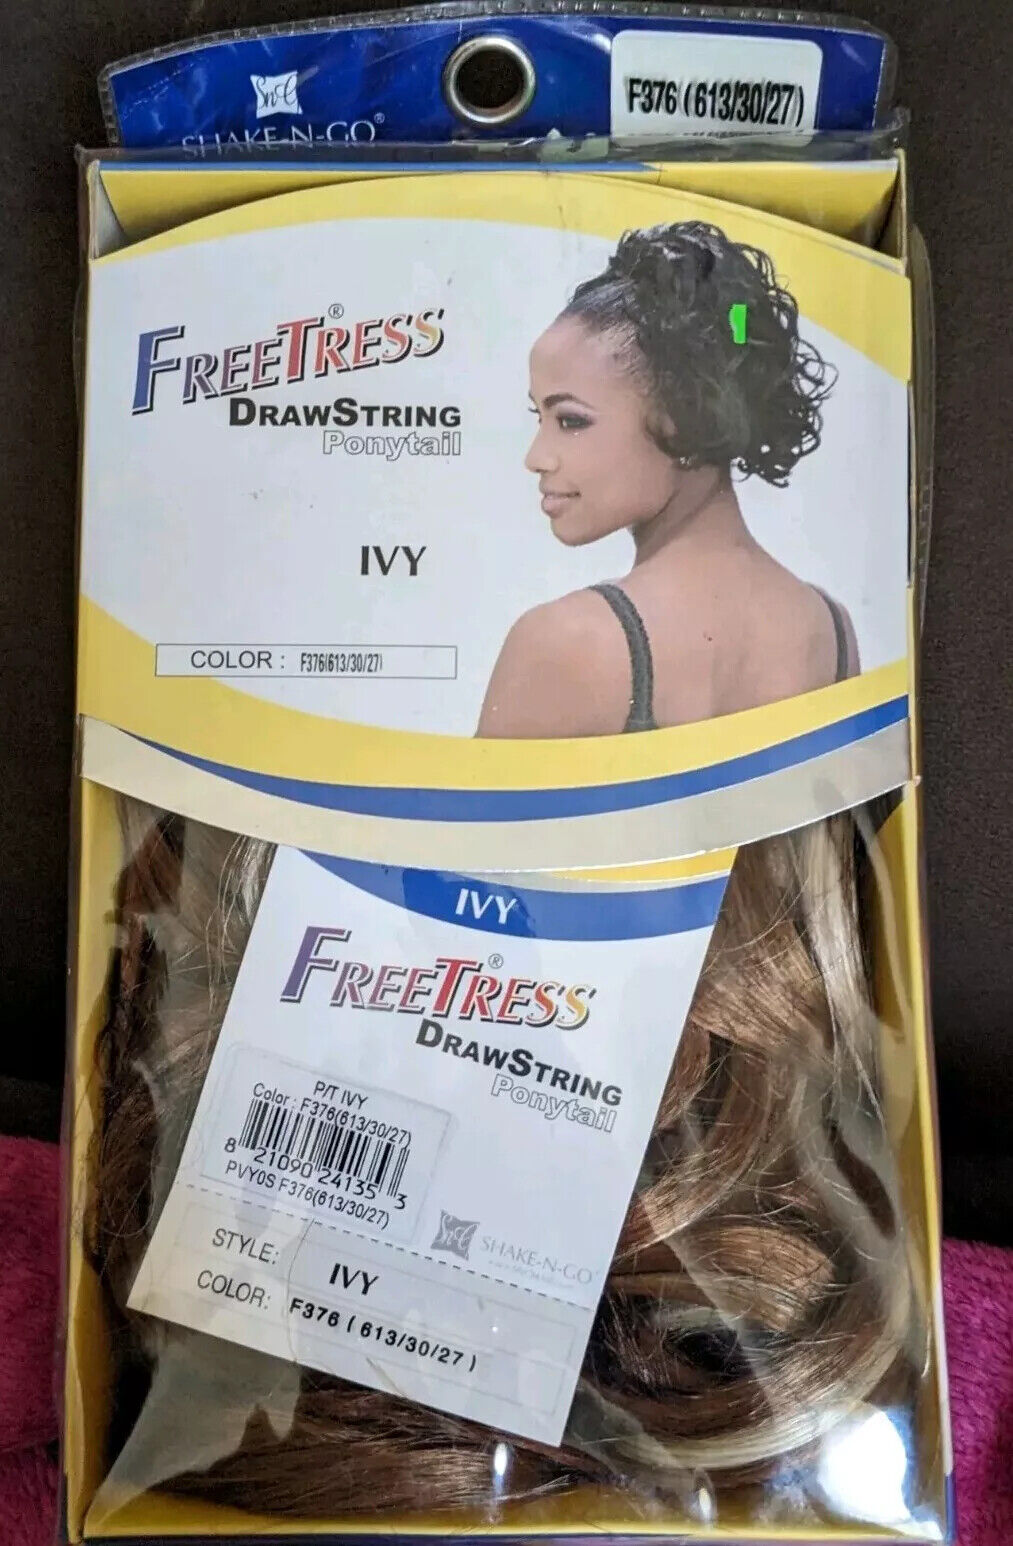 SnG
SHAKE-N-GO®
F376(613/30/27)
FREETRESS®
DRAWSTRING
Ponytail
IVY
COLOR : F376(613/30/27)
IVY
FREETRESS®
DRAWSTRING
Ponytail
P/T IVY
Color : F376(613/30/27)
8 21090 24135 3
PVY0S F376(613/30/27)
SnG
SHAKE-N-GO
STYLE: IVY
COLOR: F376 ( 613/30/27 )